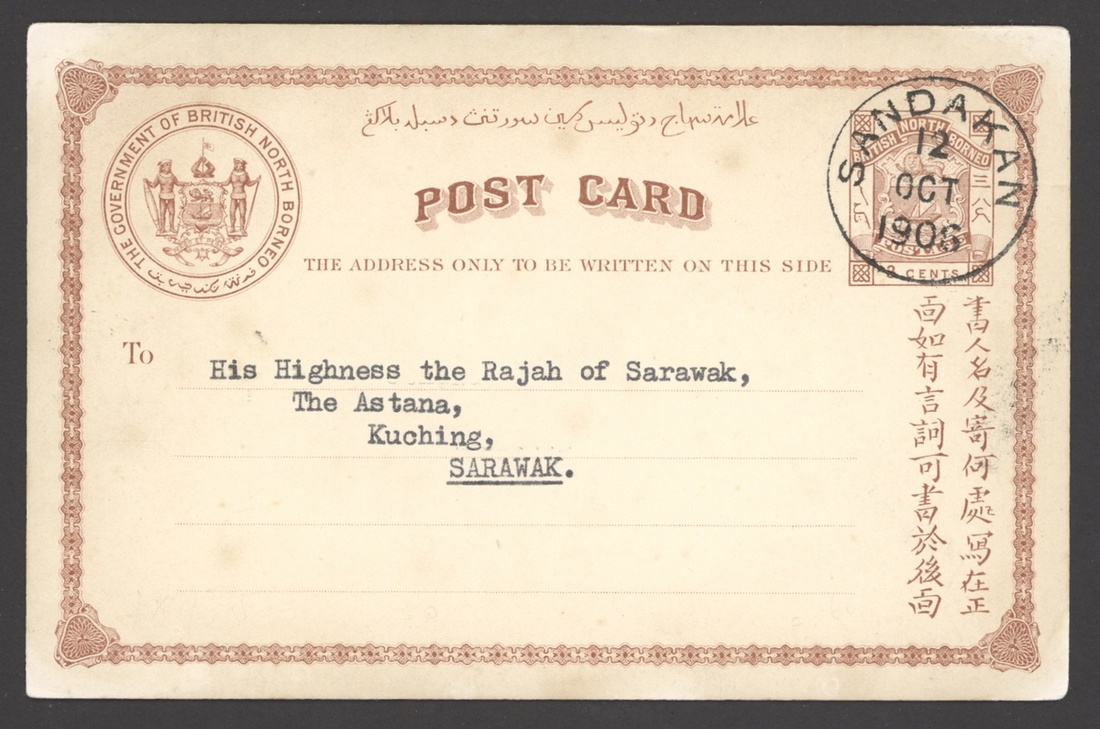 THE GOVERNMENT OF BRITISH NORTH BORNEO
POST CARD
THE ADDRESS ONLY TO BE WRITTEN ON THIS SIDE
BRITISH NORTH BORNEO
3 CENTS
SANDAKAN
12
OCT
1906
To
His Highness the Rajah of Sarawak,
The Astana,
Kuching,
SARAWAK.
書人名及寄何處寫在正
面如有言詞可書於後面